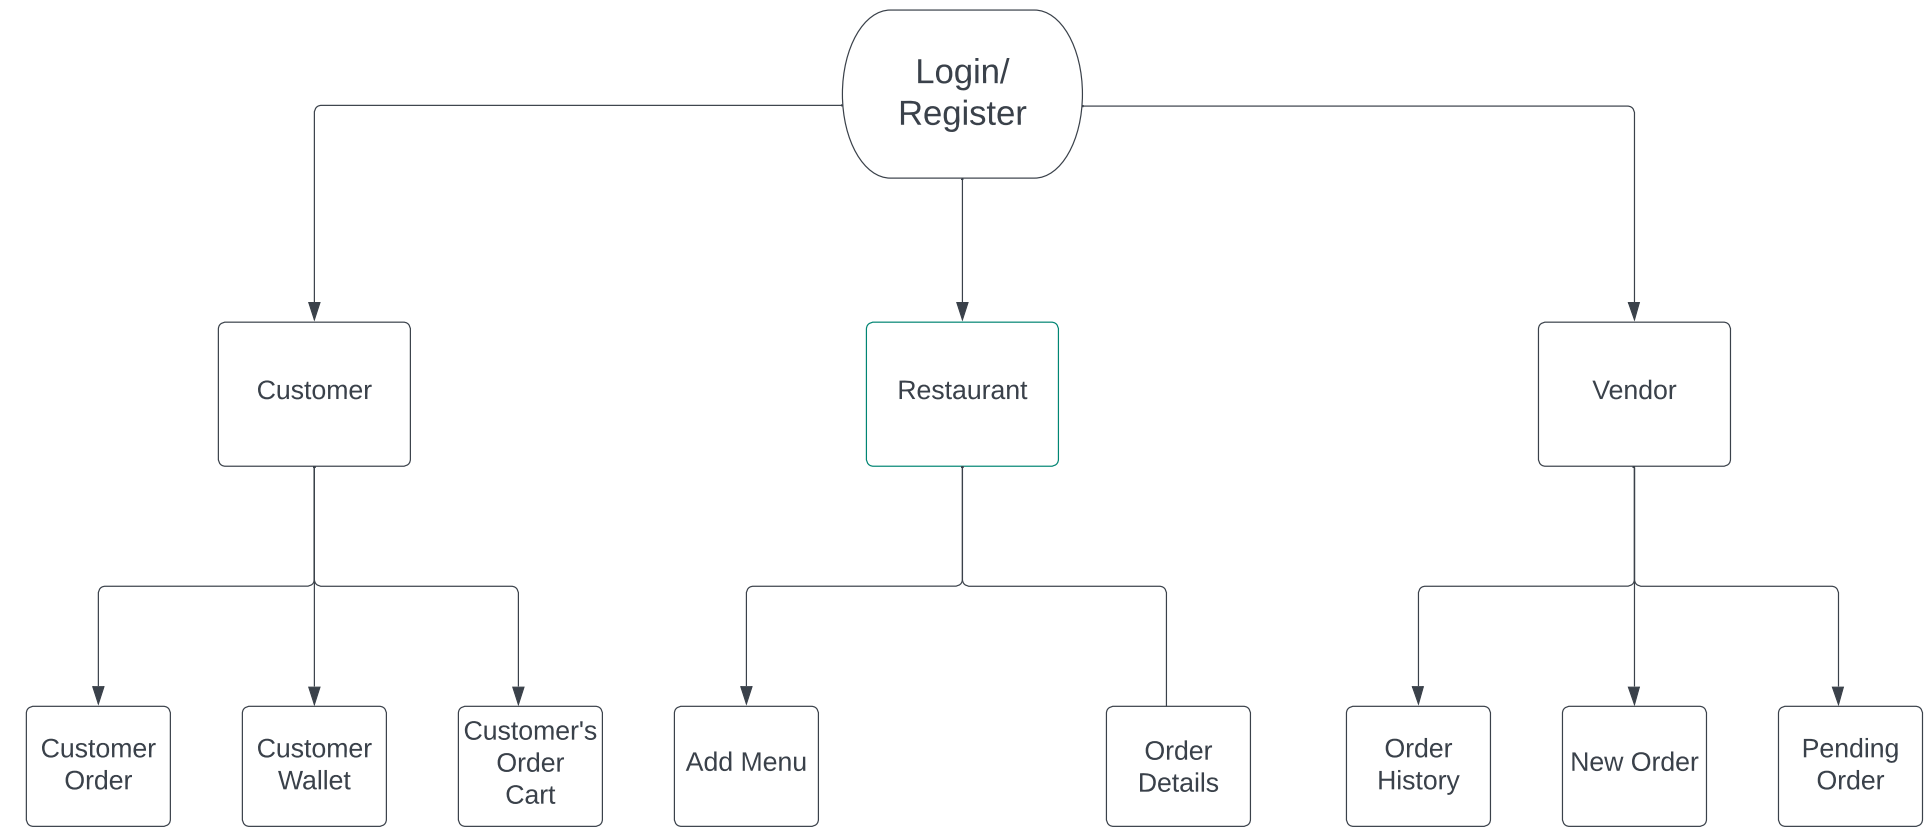 Login/
Register
Customer
Restaurant
Vendor
Customer
Order
Customer
Wallet
Customer's
Order
Cart
Add Menu
Order
Details
Order
History
New Order
Pending
Order